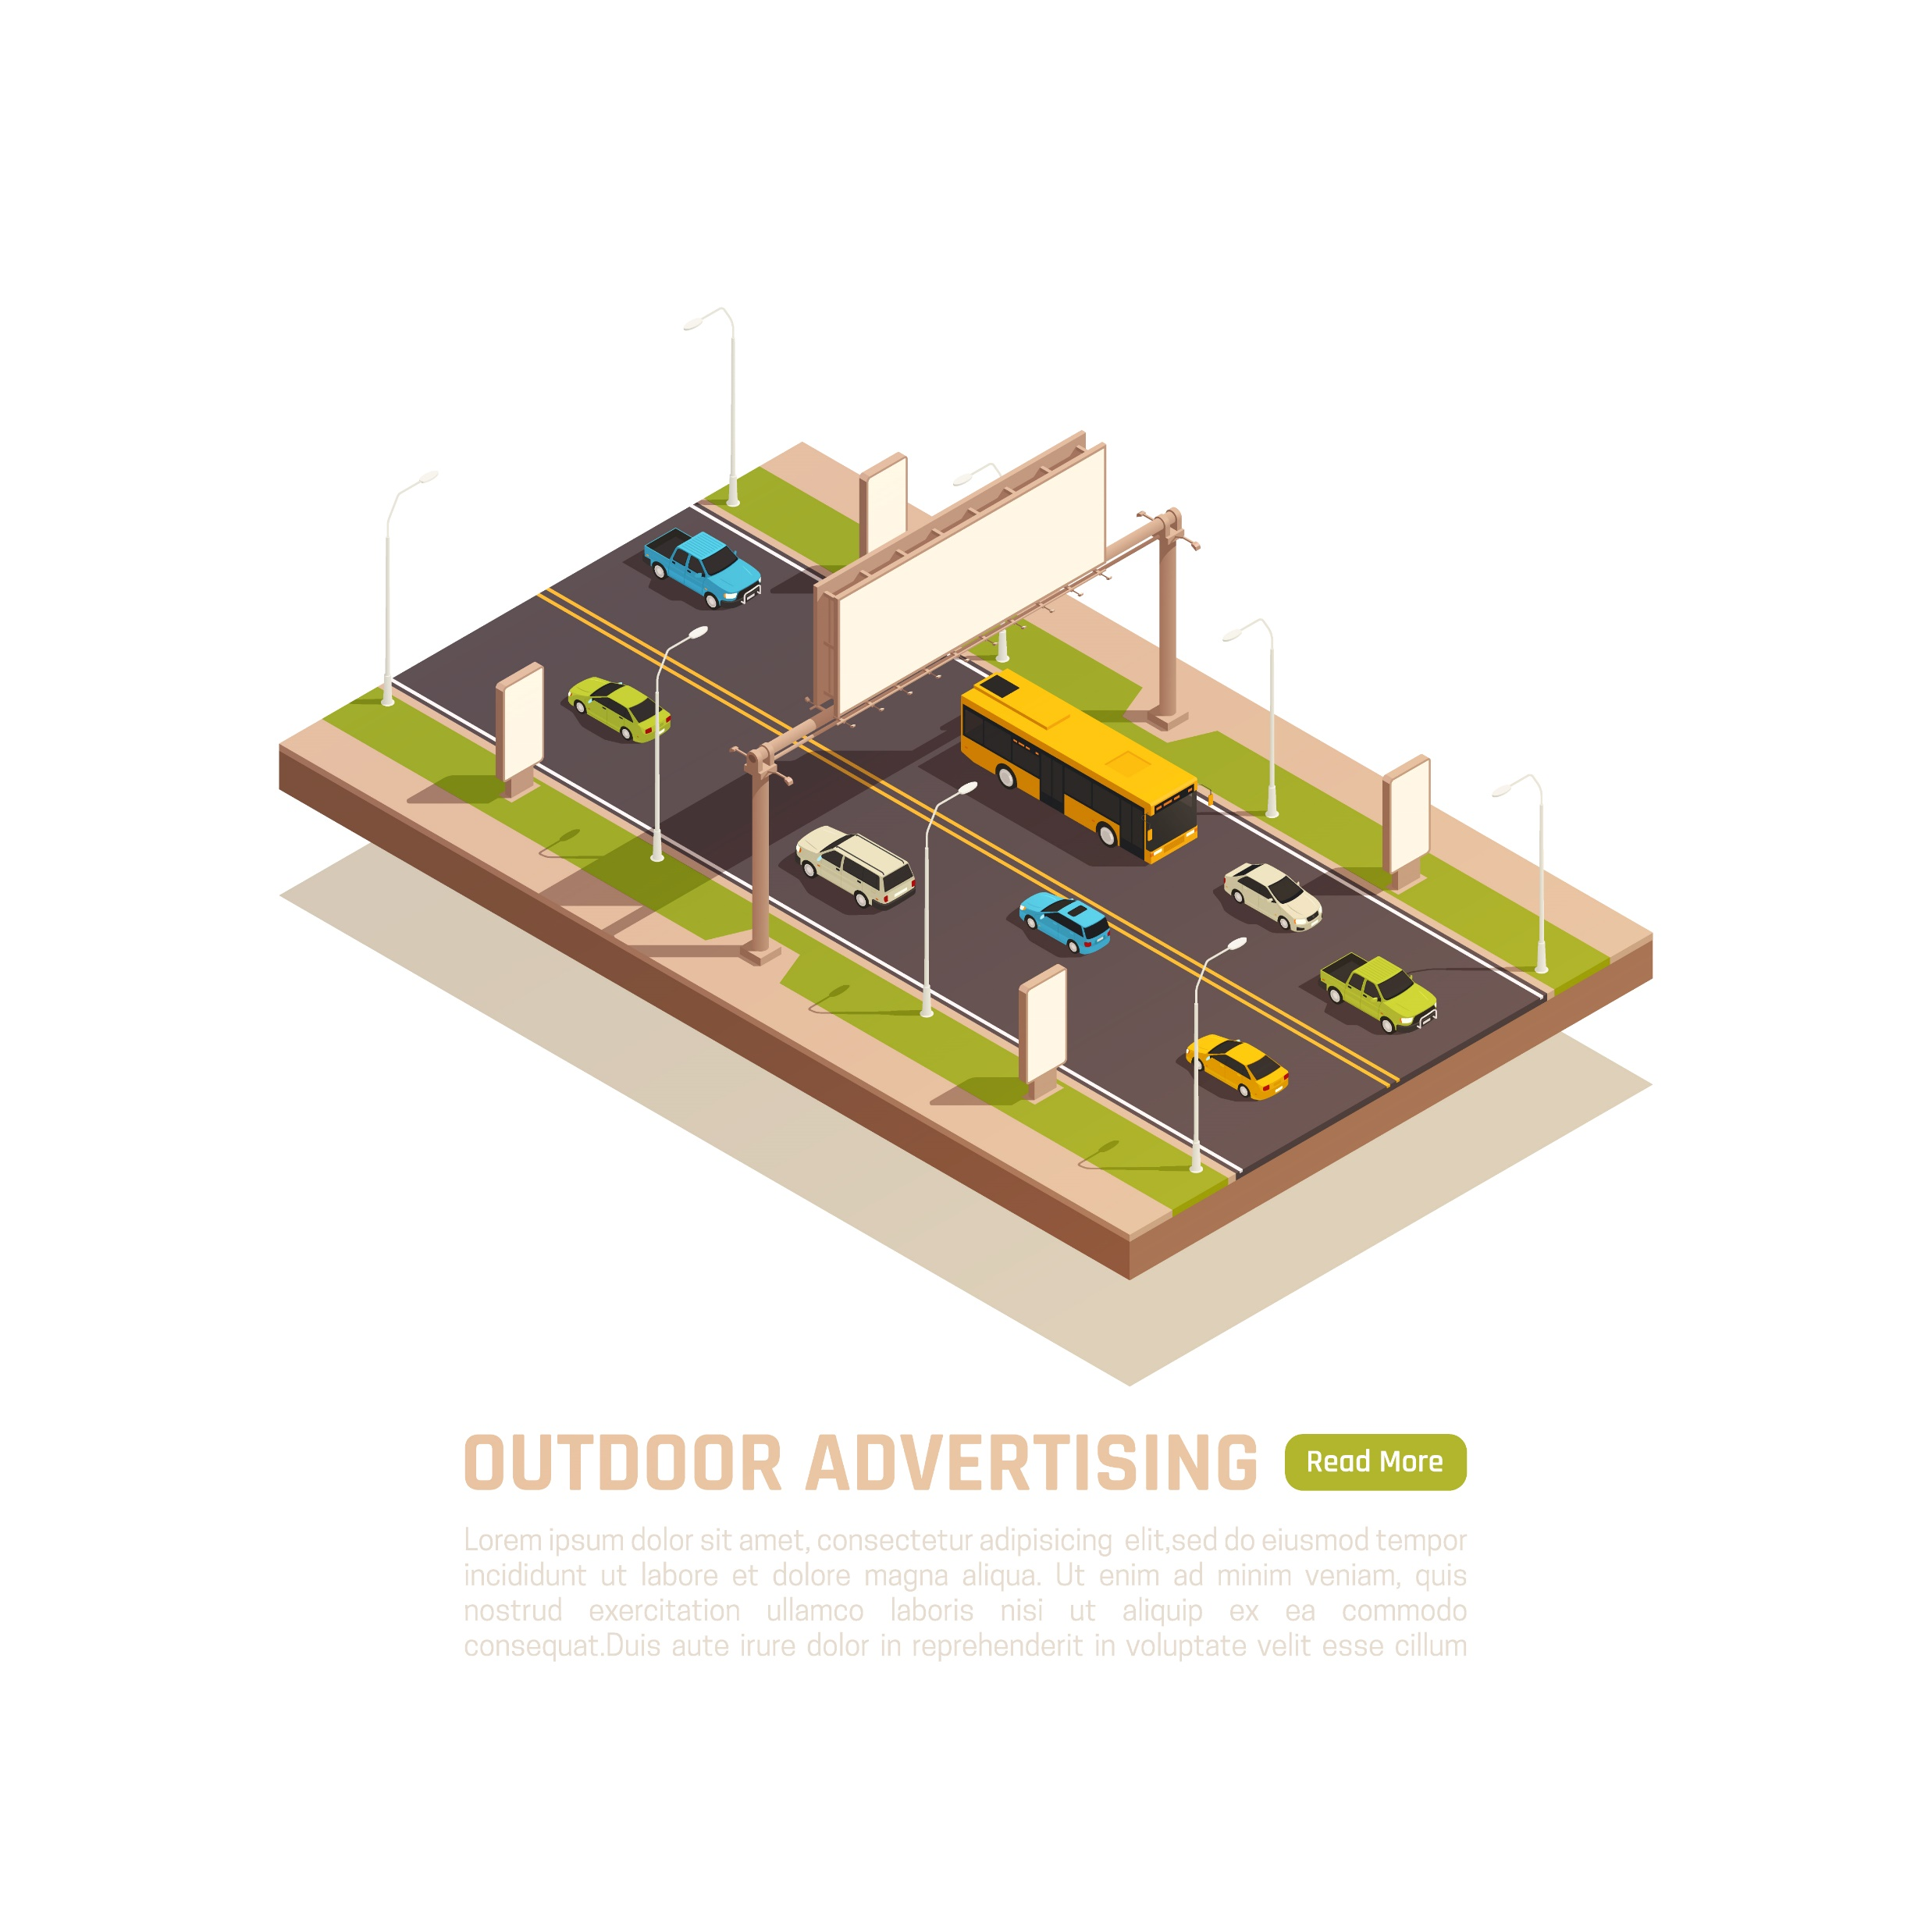 OUTDOOR ADVERTISING Read More
Lorem ipsum dolor sit amet, consectetur adipisicing elit,sed do eiusmod tempor
incididunt ut labore et dolore magna aliqua. Ut enim ad minim veniam, quis
nostrud exercitation ullamco laboris nisi ut aliquip ex ea commodo
consequat.Duis aute irure dolor in reprehenderit in voluptate velit esse cillum